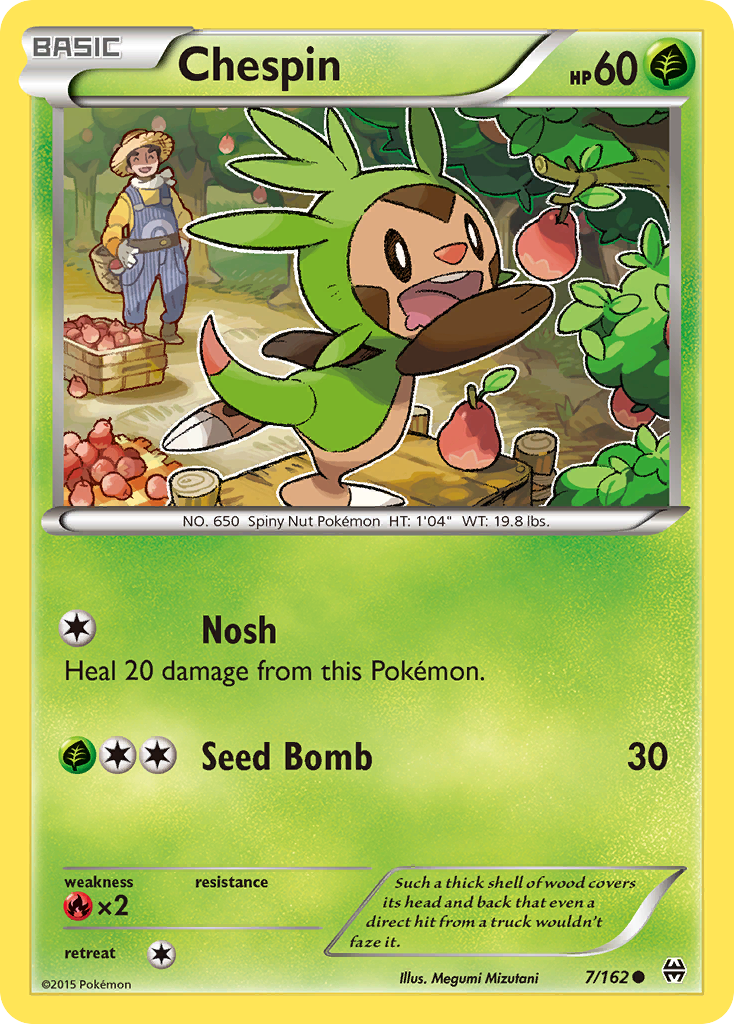 BASIC
Chespin
HP60
NO. 650 Spiny Nut Pokémon HT: 1'04" WT: 19.8 lbs.
Nosh
Heal 20 damage from this Pokémon.
Seed Bomb 30
weakness resistance
×2
Such a thick shell of wood covers
its head and back that even a
direct hit from a truck wouldn't
faze it.
retreat
©2015 Pokémon
Illus. Megumi Mizutani
7/162